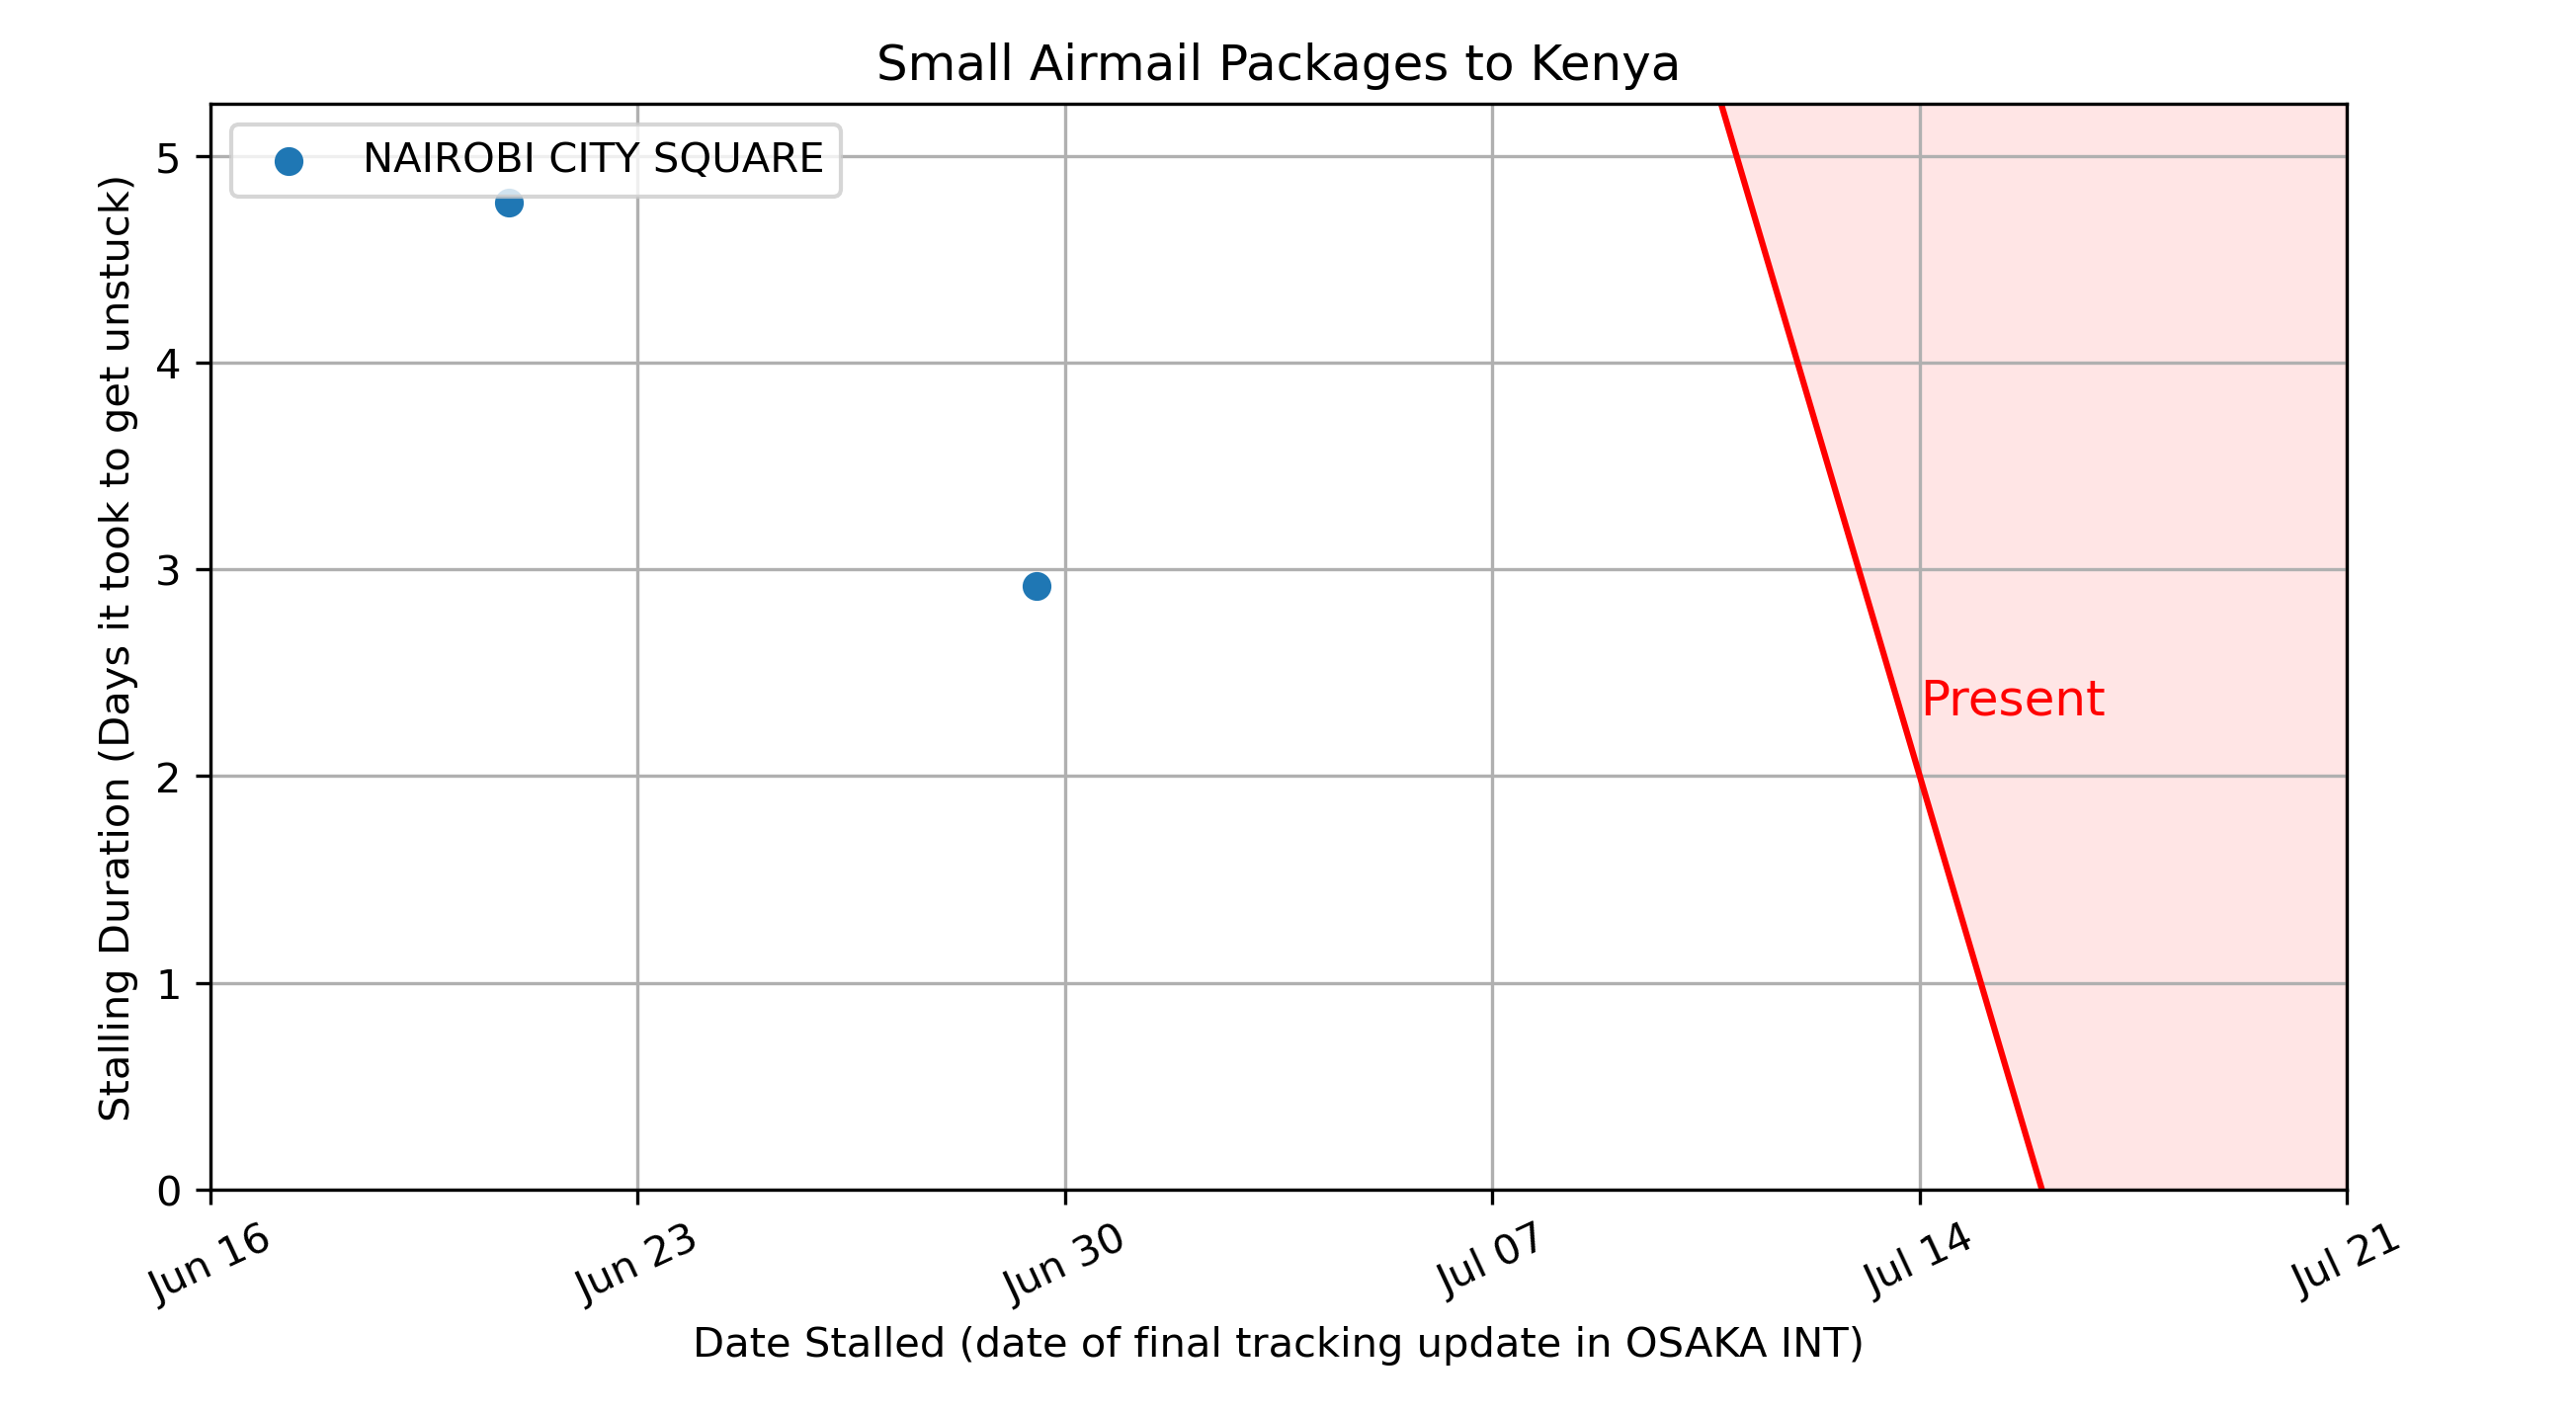 Small Airmail Packages to Kenya
NAIROBI CITY SQUARE
Stalling Duration (Days it took to get unstuck)
5
4
3
2
1
0
Present
Jun 16
Jun 23
Jun 30
Jul 07
Jul 14
Jul 21
Date Stalled (date of final tracking update in OSAKA INT)